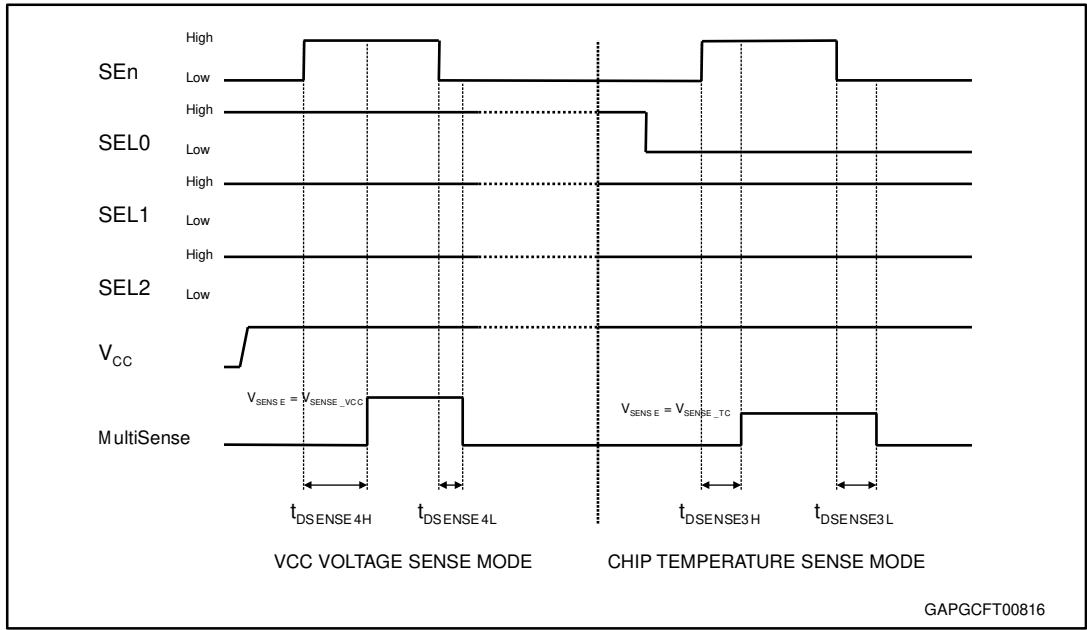 High
SEn
Low
High
SEL0
Low
High
SEL1
Low
High
SEL2
Low
VCC
VSENSE = VSENSE_VCC
VSENSE = VSENSE_TC
MultiSense
tDSENSE4H tDSENSE4L tDSENSE3H tDSENSE3L
VCC VOLTAGE SENSE MODE CHIP TEMPERATURE SENSE MODE
GAPGCFT00816